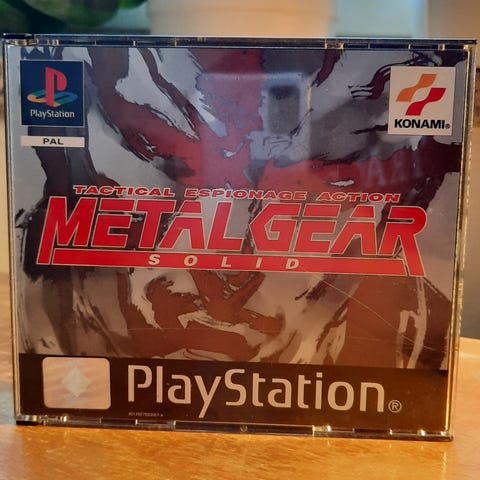 PlayStation
PAL
KONAMI®
TACTICAL ESPIONAGE ACTION
METAL GEAR
SOLID
PlayStation®